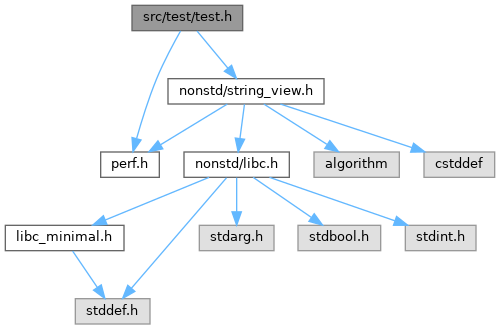 src/test/test.h
nonstd/string_view.h
perf.h
nonstd/libc.h
algorithm
cstddef
libc_minimal.h
stdarg.h
stdbool.h
stdint.h
stddef.h